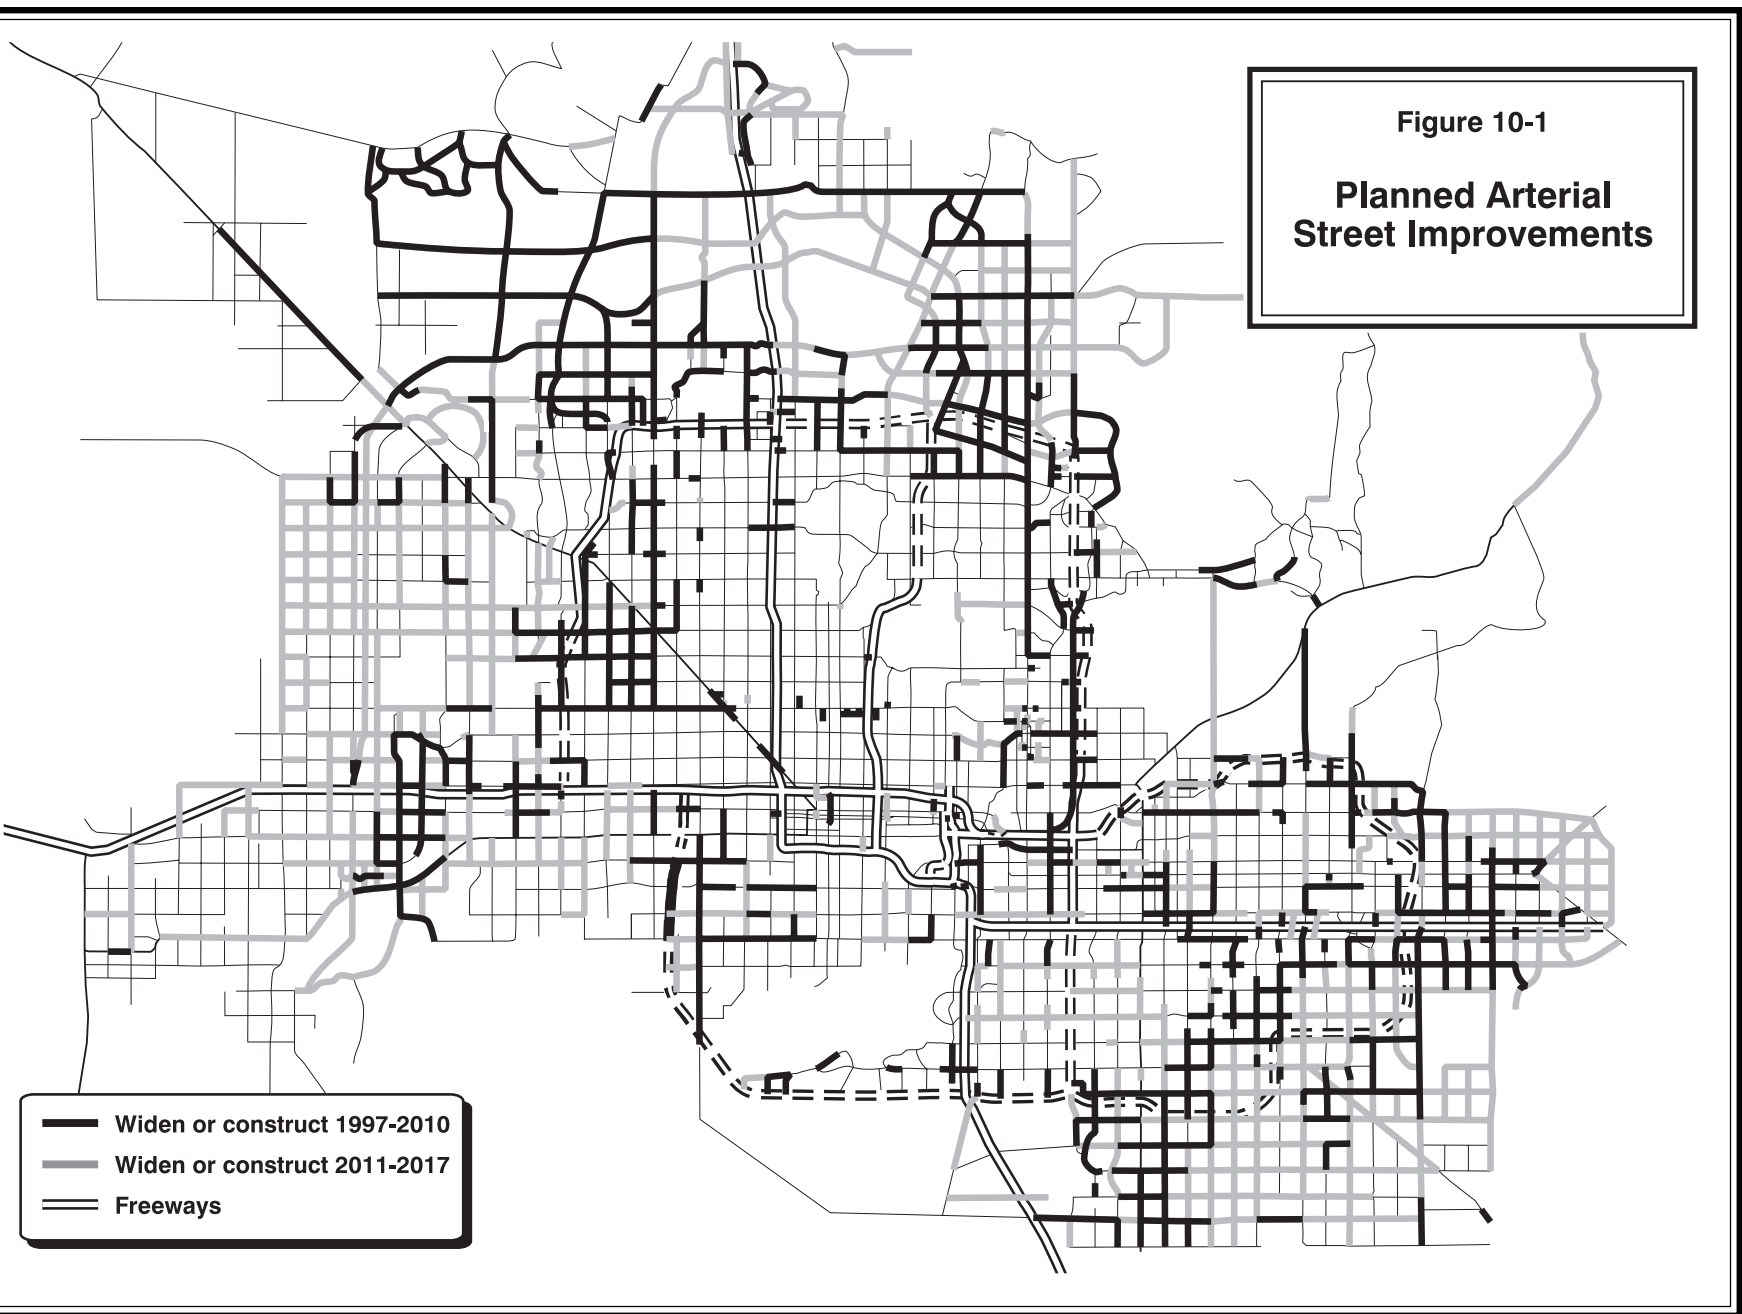 Figure 10-1
Planned Arterial
Street Improvements
Widen or construct 1997-2010
Widen or construct 2011-2017
Freeways